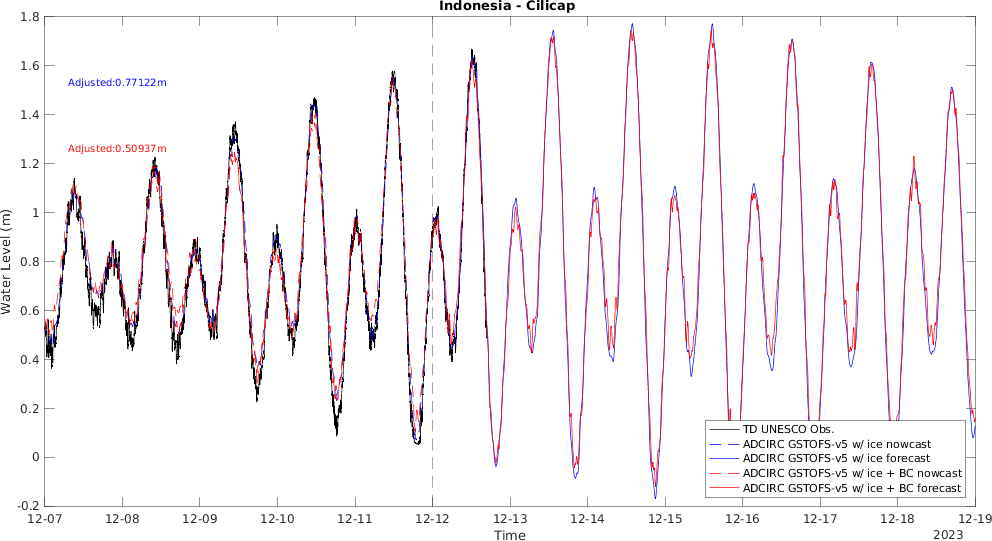 Indonesia - Cilicap
1.8
1.6
1.4
1.2
1
0.8
0.6
0.4
0.2
0
-0.2
Water Level (m)
Adjusted:0.77122m
Adjusted:0.50937m
TD UNESCO Obs.
ADCIRC GSTOFS-v5 w/ ice nowcast
ADCIRC GSTOFS-v5 w/ ice forecast
ADCIRC GSTOFS-v5 w/ ice + BC nowcast
ADCIRC GSTOFS-v5 w/ ice + BC forecast
12-07 12-08 12-09 12-10 12-11 12-12 12-13 12-14 12-15 12-16 12-17 12-18 12-19
Time
2023